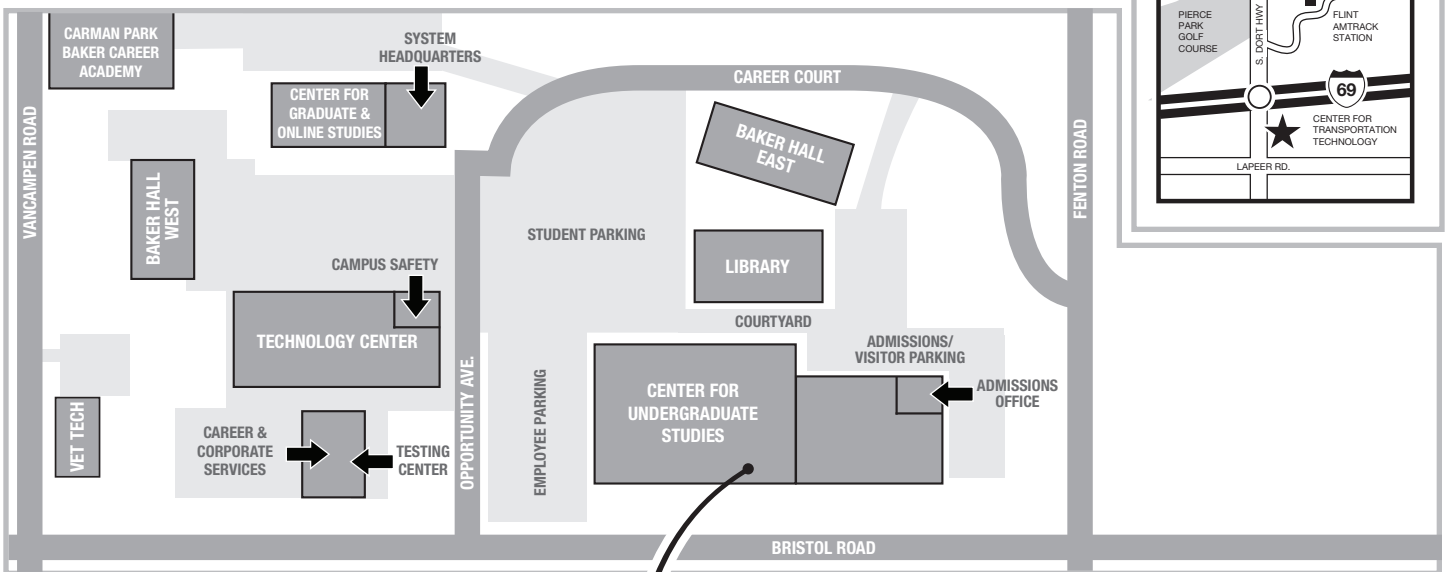 CARMAN PARK
BAKER CAREER
ACADEMY
SYSTEM
HEADQUARTERS
CENTER FOR
GRADUATE &
ONLINE STUDIES
CAREER COURT
VANCAMPEN ROAD
BAKER HALL
WEST
BAKER HALL
EAST
FENTON ROAD
STUDENT PARKING
LIBRARY
CAMPUS SAFETY
TECHNOLOGY CENTER
COURTYARD
ADMISSIONS/
VISITOR PARKING
ADMISSIONS
OFFICE
CENTER FOR
UNDERGRADUATE
STUDIES
OPPORTUNITY AVE.
EMPLOYEE PARKING
VET TECH
CAREER &
CORPORATE
SERVICES
TESTING
CENTER
BRISTOL ROAD
PIERCE
PARK
GOLF
COURSE
S. DORT HWY
FLINT
AMTRACK
STATION
69
CENTER FOR
TRANSPORTATION
TECHNOLOGY
LAPEER RD.